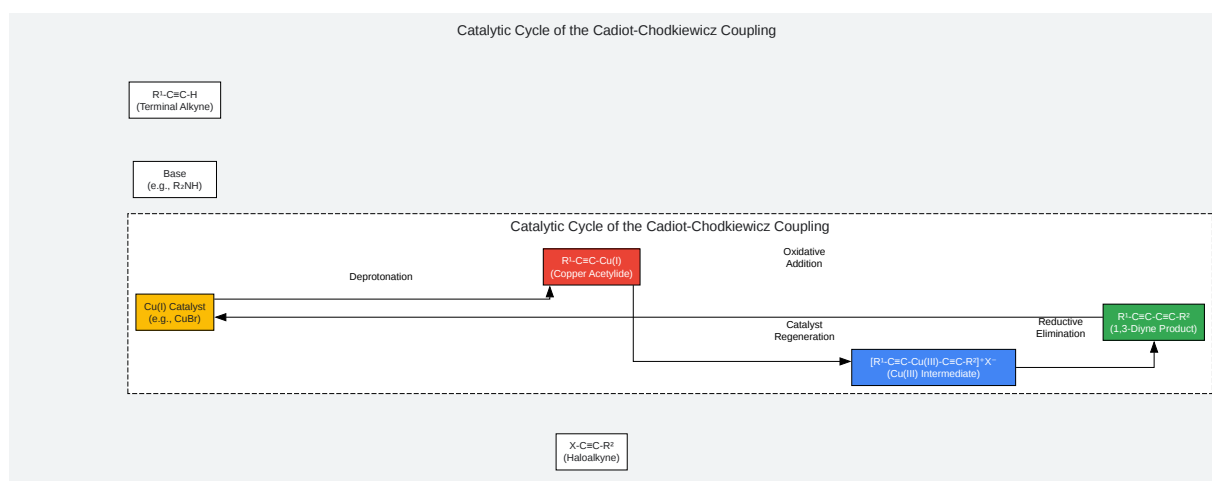 Catalytic Cycle of the Cadiot-Chodkiewicz Coupling
R¹-C≡C-H
(Terminal Alkyne)
Base
(e.g., R₂NH)
Catalytic Cycle of the Cadiot-Chodkiewicz Coupling
Oxidative
Addition
R¹-C≡C-Cu(I)
(Copper Acetylide)
Deprotonation
Cu(I) Catalyst
(e.g., CuBr)
Catalyst
Regeneration
Reductive
Elimination
R¹-C≡C-C≡C-R²
(1,3-Diyne Product)
[R¹-C≡C-Cu(III)-C≡C-R²]⁺X⁻
(Cu(III) Intermediate)
X-C≡C-R²
(Haloalkyne)